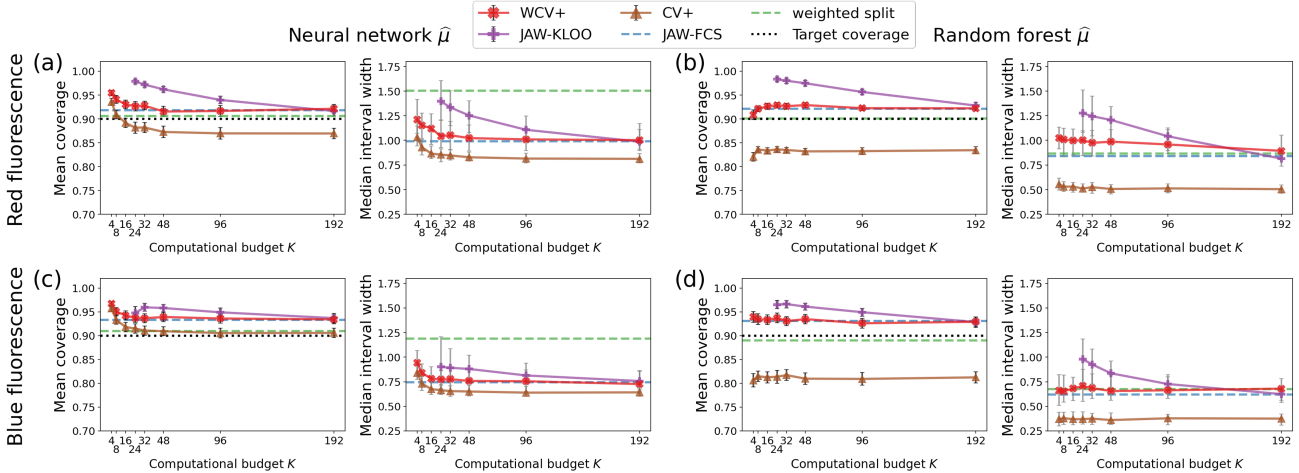 WCV+
CV+
weighted split
JAW-KLOO
JAW-FCS
Target coverage
Neural network μ̂
Random forest μ̂
Red fluorescence
(a)
Mean coverage
1.00
0.95
0.90
0.85
0.80
0.75
0.70
4 16 32 48 96 192
8 24
Computational budget K
Median interval width
1.75
1.50
1.25
1.00
0.75
0.50
0.25
4 16 32 48 96 192
8 24
Computational budget K
(b)
Mean coverage
1.00
0.95
0.90
0.85
0.80
0.75
0.70
4 16 32 48 96 192
8 24
Computational budget K
Median interval width
1.75
1.50
1.25
1.00
0.75
0.50
0.25
4 16 32 48 96 192
8 24
Computational budget K
Blue fluorescence
(c)
Mean coverage
1.00
0.95
0.90
0.85
0.80
0.75
0.70
4 16 32 48 96 192
8 24
Computational budget K
Median interval width
1.75
1.50
1.25
1.00
0.75
0.50
0.25
4 16 32 48 96 192
8 24
Computational budget K
(d)
Mean coverage
1.00
0.95
0.90
0.85
0.80
0.75
0.70
4 16 32 48 96 192
8 24
Computational budget K
Median interval width
1.75
1.50
1.25
1.00
0.75
0.50
0.25
4 16 32 48 96 192
8 24
Computational budget K